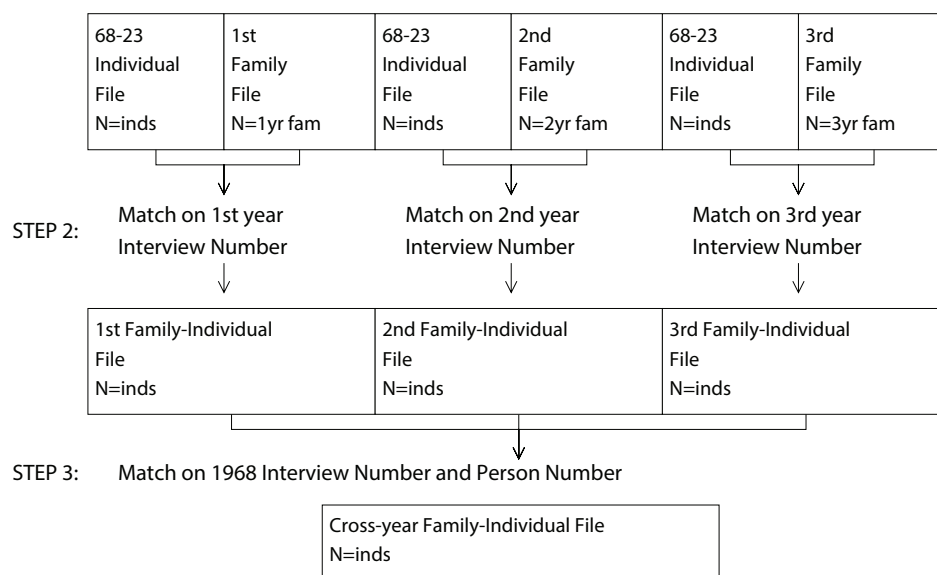 68-23
Individual
File
N=inds
1st
Family
File
N=1yr fam
68-23
Individual
File
N=inds
2nd
Family
File
N=2yr fam
68-23
Individual
File
N=inds
3rd
Family
File
N=3yr fam
STEP 2:
Match on 1st year
Interview Number
Match on 2nd year
Interview Number
Match on 3rd year
Interview Number
1st Family-Individual
File
N=inds
2nd Family-Individual
File
N=inds
3rd Family-Individual
File
N=inds
STEP 3: Match on 1968 Interview Number and Person Number
Cross-year Family-Individual File
N=inds